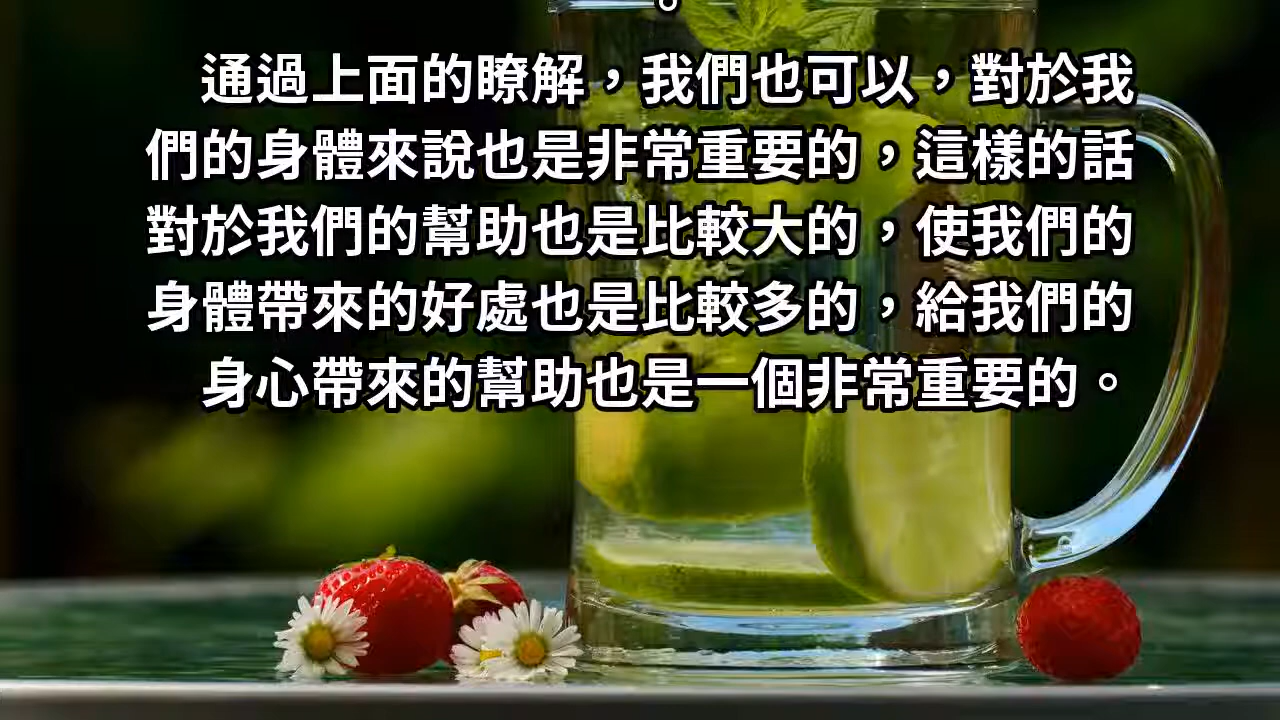 。
通過上面的瞭解，我們也可以，對於我
們的身體來說也是非常重要的，這樣的話
對於我們的幫助也是比較大的，使我們的
身體帶來的好處也是比較多的，給我們的
身心帶來的幫助也是一個非常重要的。